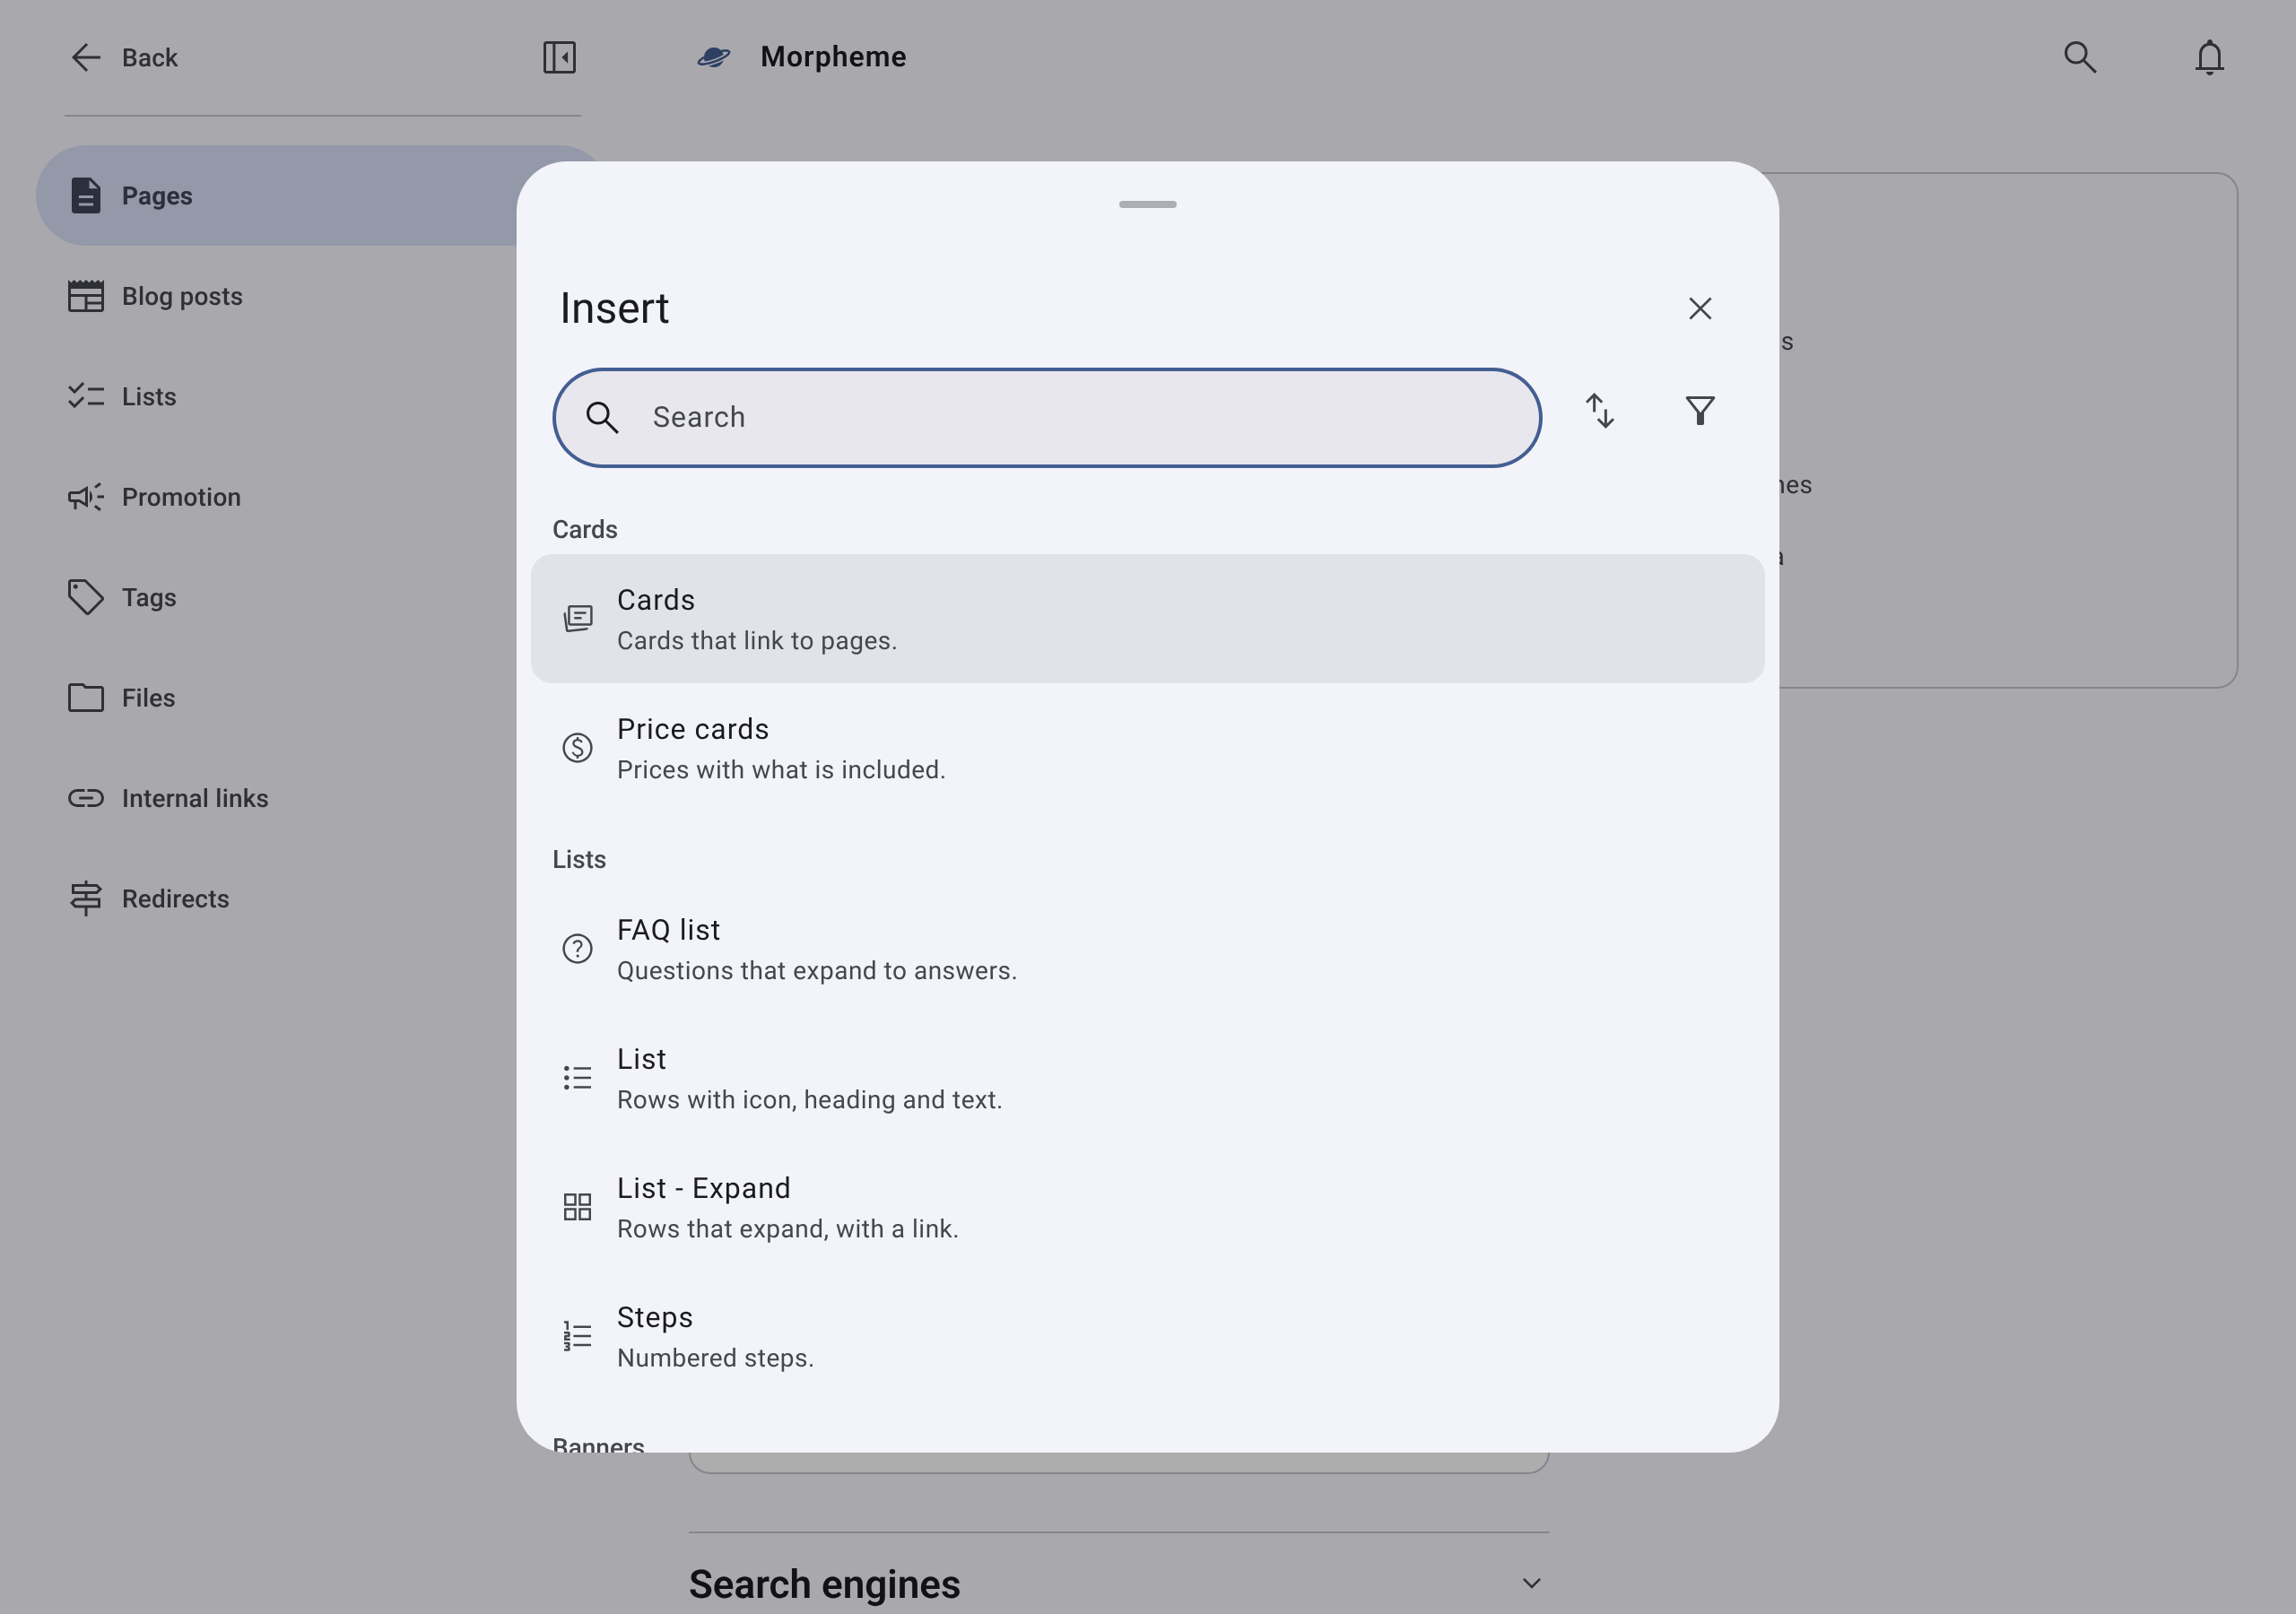 Back
Morpheme
Pages
Blog posts
Lists
Promotion
Tags
Files
Internal links
Redirects
Insert
Search
Cards
Cards
Cards that link to pages.
Price cards
Prices with what is included.
Lists
FAQ list
Questions that expand to answers.
List
Rows with icon, heading and text.
List - Expand
Rows that expand, with a link.
Steps
Numbered steps.
Banners
Search engines